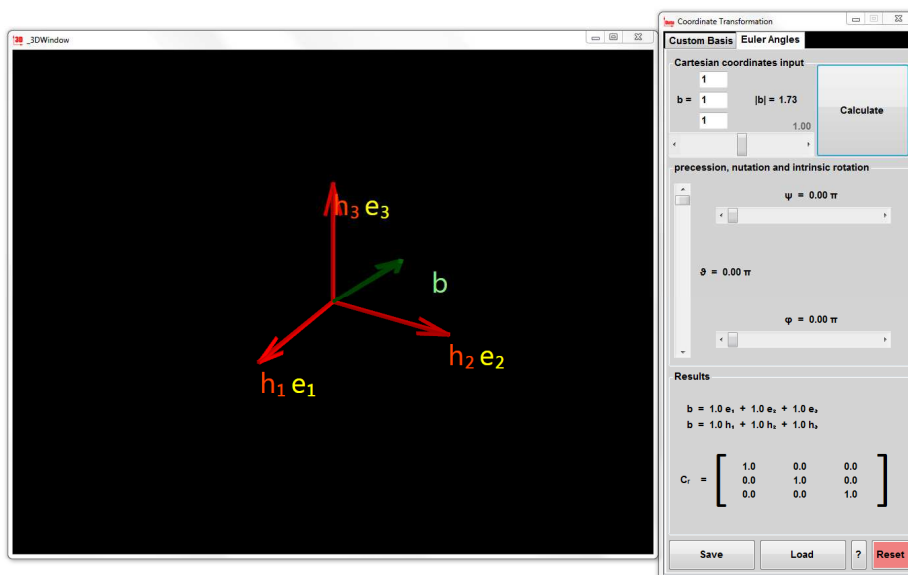 _3DWindow
h₃ e₃
b
h₂ e₂
h₁ e₁
Coordinate Transformation
Custom Basis Euler Angles
Cartesian coordinates input
1
b = 1 |b| = 1.73
1
1.00
Calculate
precession, nutation and intrinsic rotation
ψ = 0.00 π
ϑ = 0.00 π
φ = 0.00 π
Results
b = 1.0 e₁ + 1.0 e₂ + 1.0 e₃
b = 1.0 h₁ + 1.0 h₂ + 1.0 h₃
1.0 0.0 0.0
Cᵣ = 0.0 1.0 0.0
0.0 0.0 1.0
Save Load ? Reset